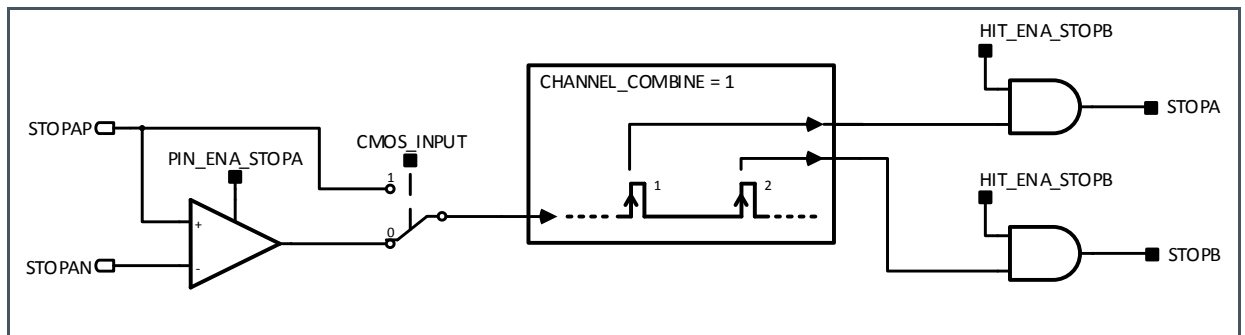 HIT_ENA_STOPB
CHANNEL_COMBINE = 1
STOPA
STOPAP
CMOS_INPUT
PIN_ENA_STOPA
1
1
2
HIT_ENA_STOPB
+
0
-
STOPAN
STOPB